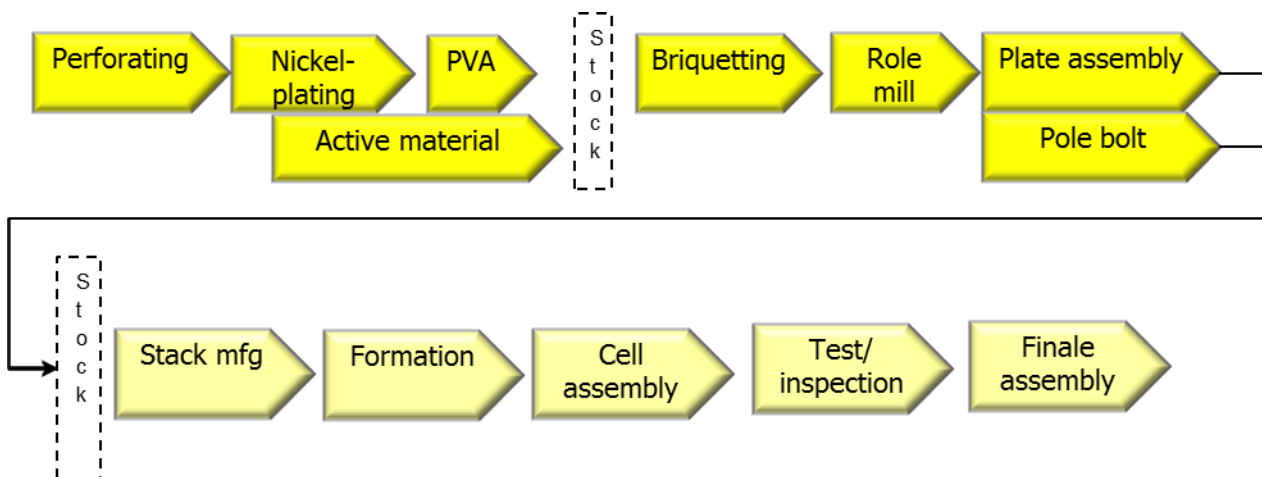 Perforating
Nickel-
plating
PVA
Active material
S
t
o
c
k
Briquetting
Role
mill
Plate assembly
Pole bolt
S
t
o
c
k
Stack mfg
Formation
Cell
assembly
Test/
inspection
Finale
assembly